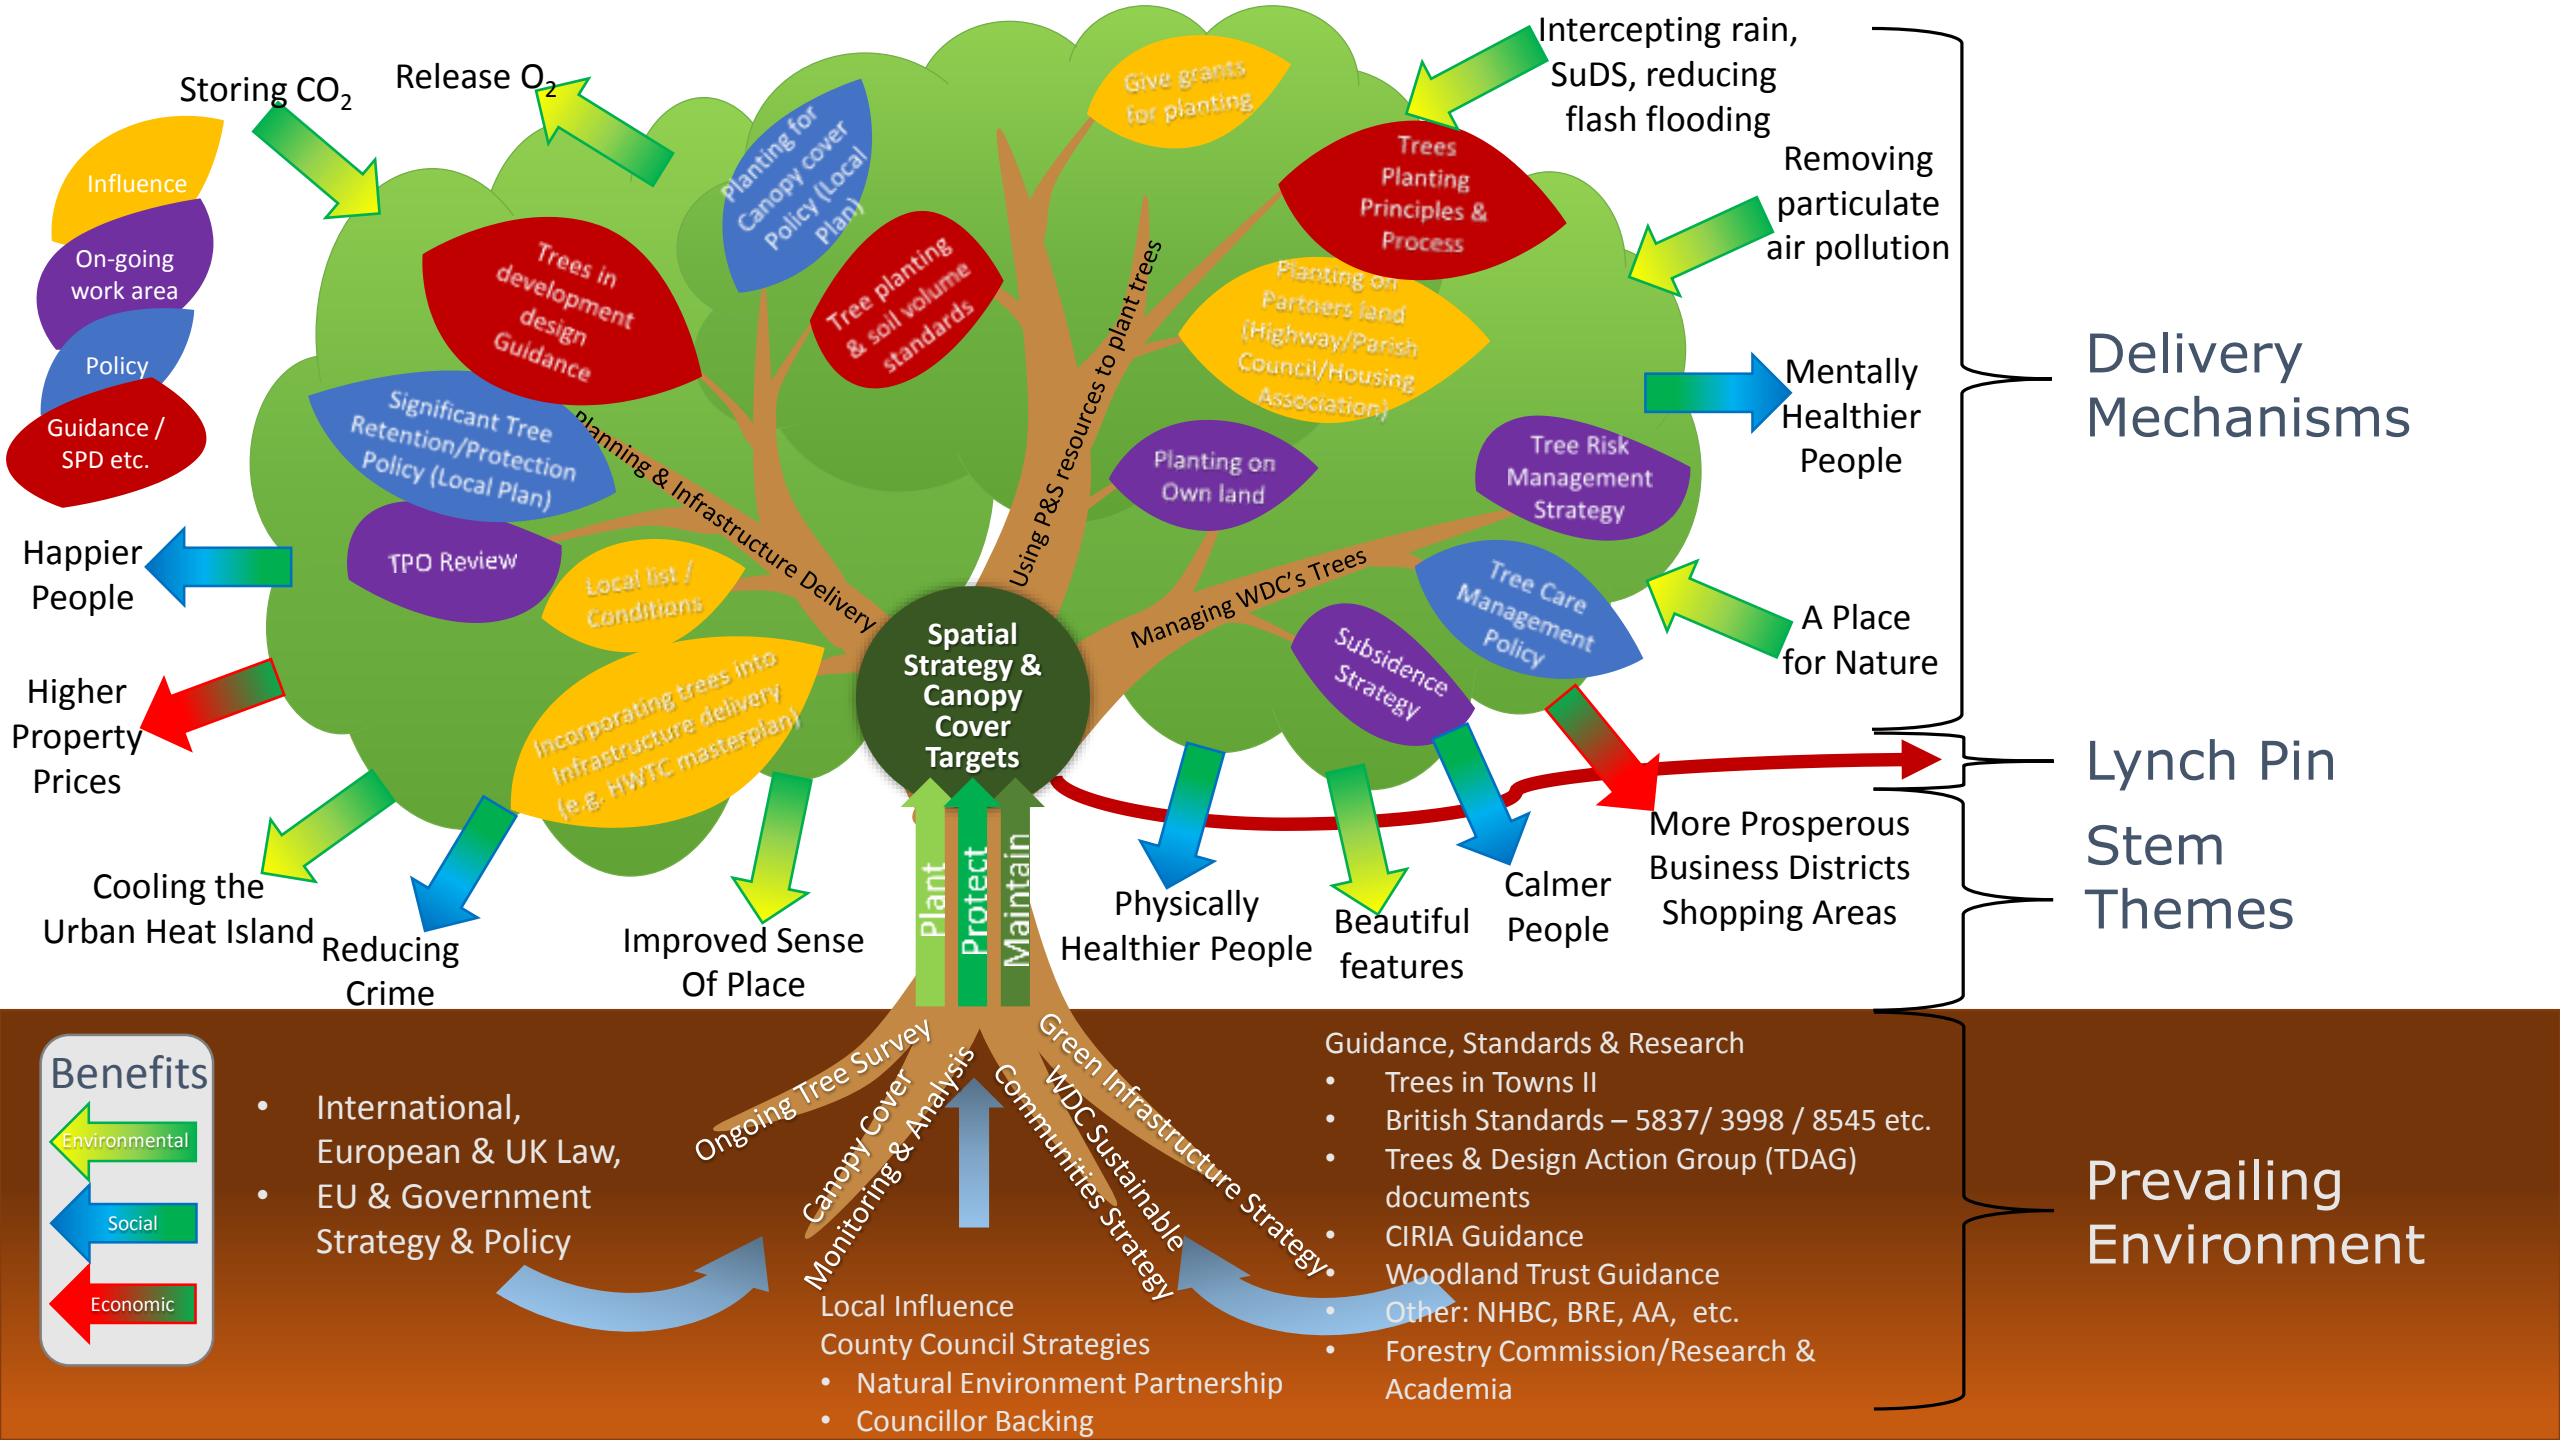 Storing CO₂
Release O₂
Intercepting rain,
SuDS, reducing
flash flooding
Removing
particulate
air pollution
Mentally
Healthier
People
A Place
for Nature
Influence
On-going
work area
Policy
Guidance /
SPD etc.
Happier
People
Higher
Property
Prices
Cooling the
Urban Heat Island
Reducing
Crime
Improved Sense
Of Place
Physically
Healthier People
Beautiful
features
Calmer
People
More Prosperous
Business Districts
Shopping Areas
Trees in
development
design
Guidance
Planting for
Canopy cover
Policy (Local
Plan)
Tree planting
& soil volume
standards
Give grants
for planting
Trees
Planting
Principles &
Process
Planting on
Partners land
(Highway/Parish
Council/Housing
Association)
Significant Tree
Retention/Protection
Policy (Local Plan)
TPO Review
Local list /
Conditions
Incorporating trees into
Infrastructure delivery
(e.g. HWTC masterplan)
Planting on
Own land
Tree Risk
Management
Strategy
Tree Care
Management
Policy
Subsidence
Strategy
Planning & Infrastructure Delivery
Using P&S resources to plant trees
Managing WDC's Trees
Spatial
Strategy &
Canopy
Cover
Targets
Plant
Protect
Maintain
Delivery
Mechanisms
Lynch Pin
Stem
Themes
Prevailing
Environment
Benefits
Environmental
Social
Economic
• International,
European & UK Law,
• EU & Government
Strategy & Policy
Ongoing Tree Survey
Canopy Cover
Monitoring & Analysis
WDC Sustainable
Communities Strategy
Green Infrastructure Strategy
Local Influence
County Council Strategies
• Natural Environment Partnership
• Councillor Backing
Guidance, Standards & Research
• Trees in Towns II
• British Standards – 5837/ 3998 / 8545 etc.
• Trees & Design Action Group (TDAG)
documents
• CIRIA Guidance
• Woodland Trust Guidance
• Other: NHBC, BRE, AA, etc.
• Forestry Commission/Research &
Academia